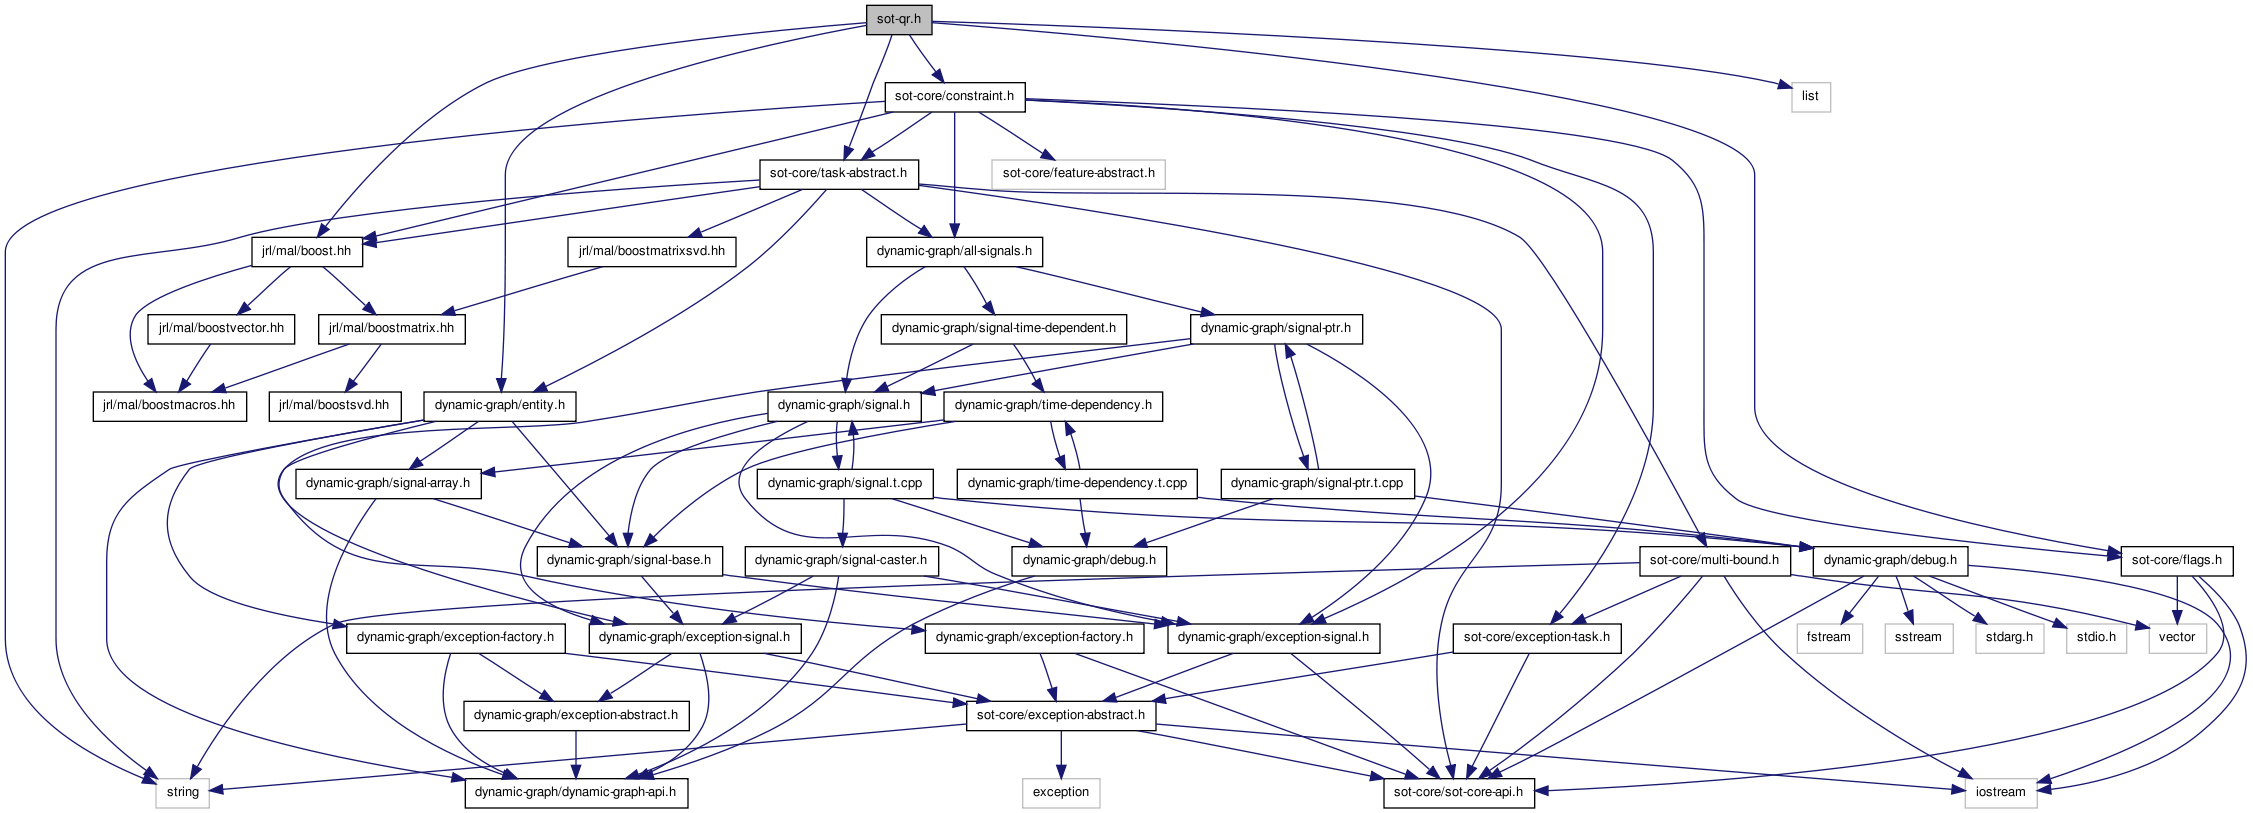 sot-qr.h
sot-core/constraint.h
list
sot-core/task-abstract.h
sot-core/feature-abstract.h
jrl/mal/boost.hh
jrl/mal/boostmatrixsvd.hh
dynamic-graph/all-signals.h
jrl/mal/boostvector.hh
jrl/mal/boostmatrix.hh
dynamic-graph/signal-time-dependent.h
dynamic-graph/signal-ptr.h
jrl/mal/boostmacros.hh
jrl/mal/boostsvd.hh
dynamic-graph/entity.h
dynamic-graph/signal.h
dynamic-graph/time-dependency.h
dynamic-graph/signal-array.h
dynamic-graph/signal.t.cpp
dynamic-graph/time-dependency.t.cpp
dynamic-graph/signal-ptr.t.cpp
dynamic-graph/signal-base.h
dynamic-graph/signal-caster.h
dynamic-graph/debug.h
sot-core/multi-bound.h
dynamic-graph/debug.h
sot-core/flags.h
dynamic-graph/exception-factory.h
dynamic-graph/exception-signal.h
dynamic-graph/exception-factory.h
dynamic-graph/exception-signal.h
sot-core/exception-task.h
fstream
sstream
stdarg.h
stdio.h
vector
dynamic-graph/exception-abstract.h
sot-core/exception-abstract.h
string
dynamic-graph/dynamic-graph-api.h
exception
sot-core/sot-core-api.h
iostream